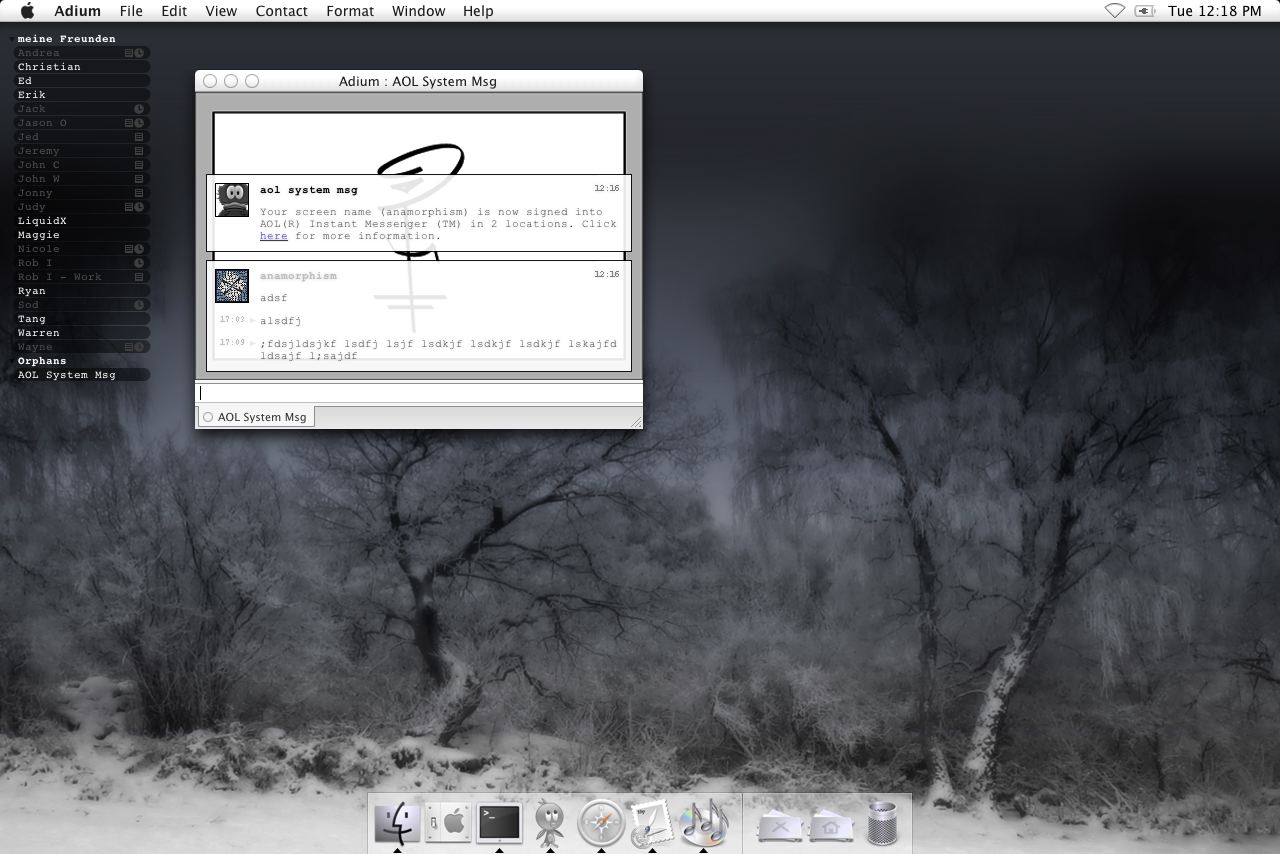 Adium File Edit View Contact Format Window Help Tue 12:18 PM
meine Freunden
Andrea
Christian
Ed
Erik
Jack
Jason O
Jed
Jeremy
John C
John W
Jonny
Judy
LiquidX
Maggie
Nicole
Rob I
Rob I - Work
Ryan
Sod
Tang
Warren
Wayne
Orphans
AOL System Msg
Adium : AOL System Msg
aol system msg 12:16
Your screen name (anamorphism) is now signed into
AOL(R) Instant Messenger (TM) in 2 locations. Click
here for more information.
anamorphism 12:16
adsf
17:03 alsdfj
17:09 ;fdsjldsjkf lsdfj lsjf lsdkjf lsdkjf lsdkjf lskajfd
ldsajf l;sajdf
AOL System Msg